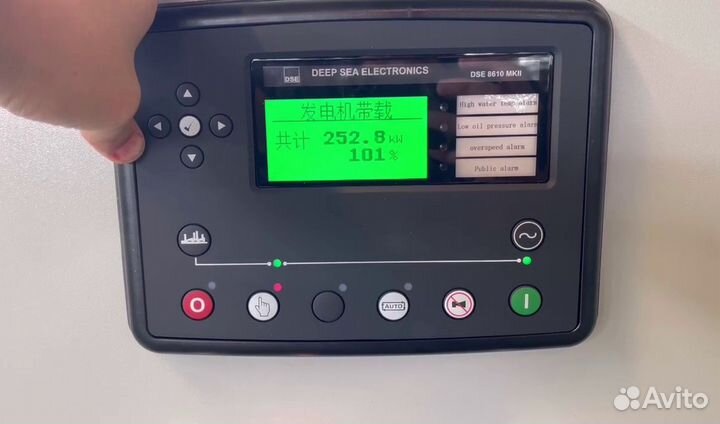 DSE
DEEP SEA ELECTRONICS
DSE 8610 MKII
发电机带载
共计 252.8 kW
101 %
High water temp alarm
Low oil pressure alarm
overspeed alarm
Public alarm
O
AUTO
I
Avito